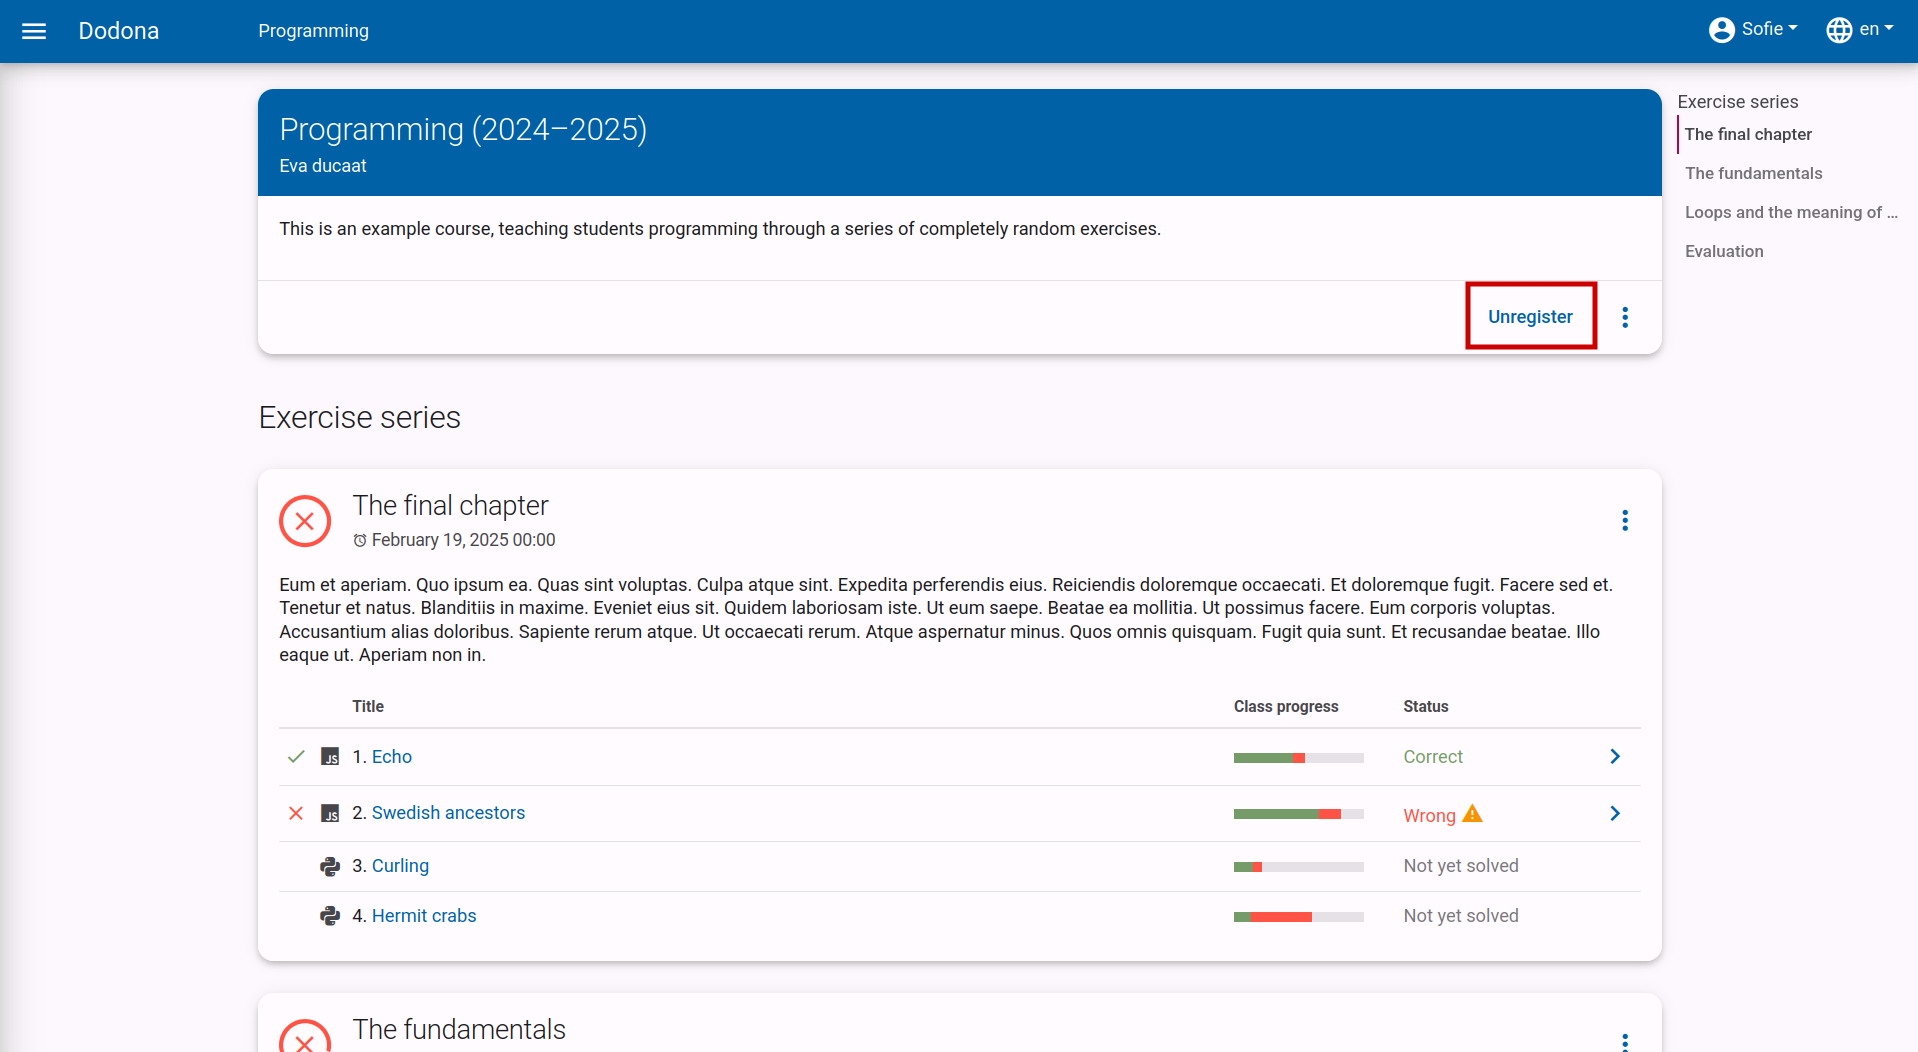 Dodona
Programming
Sofie
en
Programming (2024–2025)
Eva ducaat
This is an example course, teaching students programming through a series of completely random exercises.
Unregister
Exercise series
The final chapter
The fundamentals
Loops and the meaning of ...
Evaluation
Exercise series
The final chapter
February 19, 2025 00:00
Eum et aperiam. Quo ipsum ea. Quas sint voluptas. Culpa atque sint. Expedita perferendis eius. Reiciendis doloremque occaecati. Et doloremque fugit. Facere sed et.
Tenetur et natus. Blanditiis in maxime. Eveniet eius sit. Quidem laboriosam iste. Ut eum saepe. Beatae ea mollitia. Ut possimus facere. Eum corporis voluptas.
Accusantium alias doloribus. Sapiente rerum atque. Ut occaecati rerum. Atque aspernatur minus. Quos omnis quisquam. Fugit quia sunt. Et recusandae beatae. Illo
eaque ut. Aperiam non in.
Title Class progress Status
JS 1. Echo Correct
JS 2. Swedish ancestors Wrong
3. Curling Not yet solved
4. Hermit crabs Not yet solved
The fundamentals